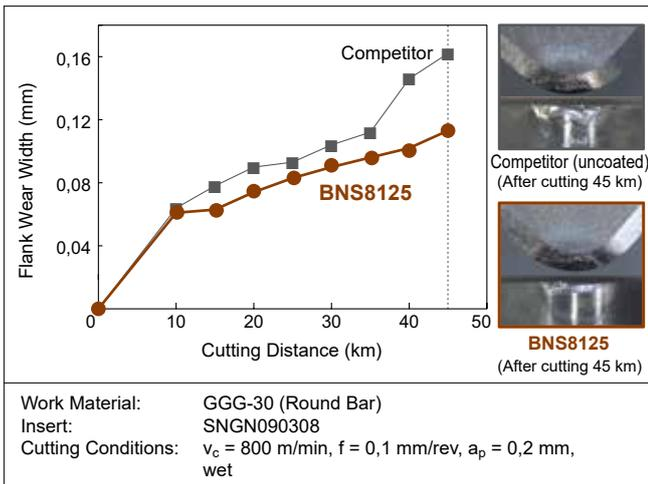 Flank Wear Width (mm)
0,16
0,12
0,08
0,04
0
10
20
30
40
50
Cutting Distance (km)
Competitor
BNS8125
Competitor (uncoated)
(After cutting 45 km)
BNS8125
(After cutting 45 km)
Work Material: GGG-30 (Round Bar)
Insert: SNGN090308
Cutting Conditions: vc = 800 m/min, f = 0,1 mm/rev, ap = 0,2 mm,
wet